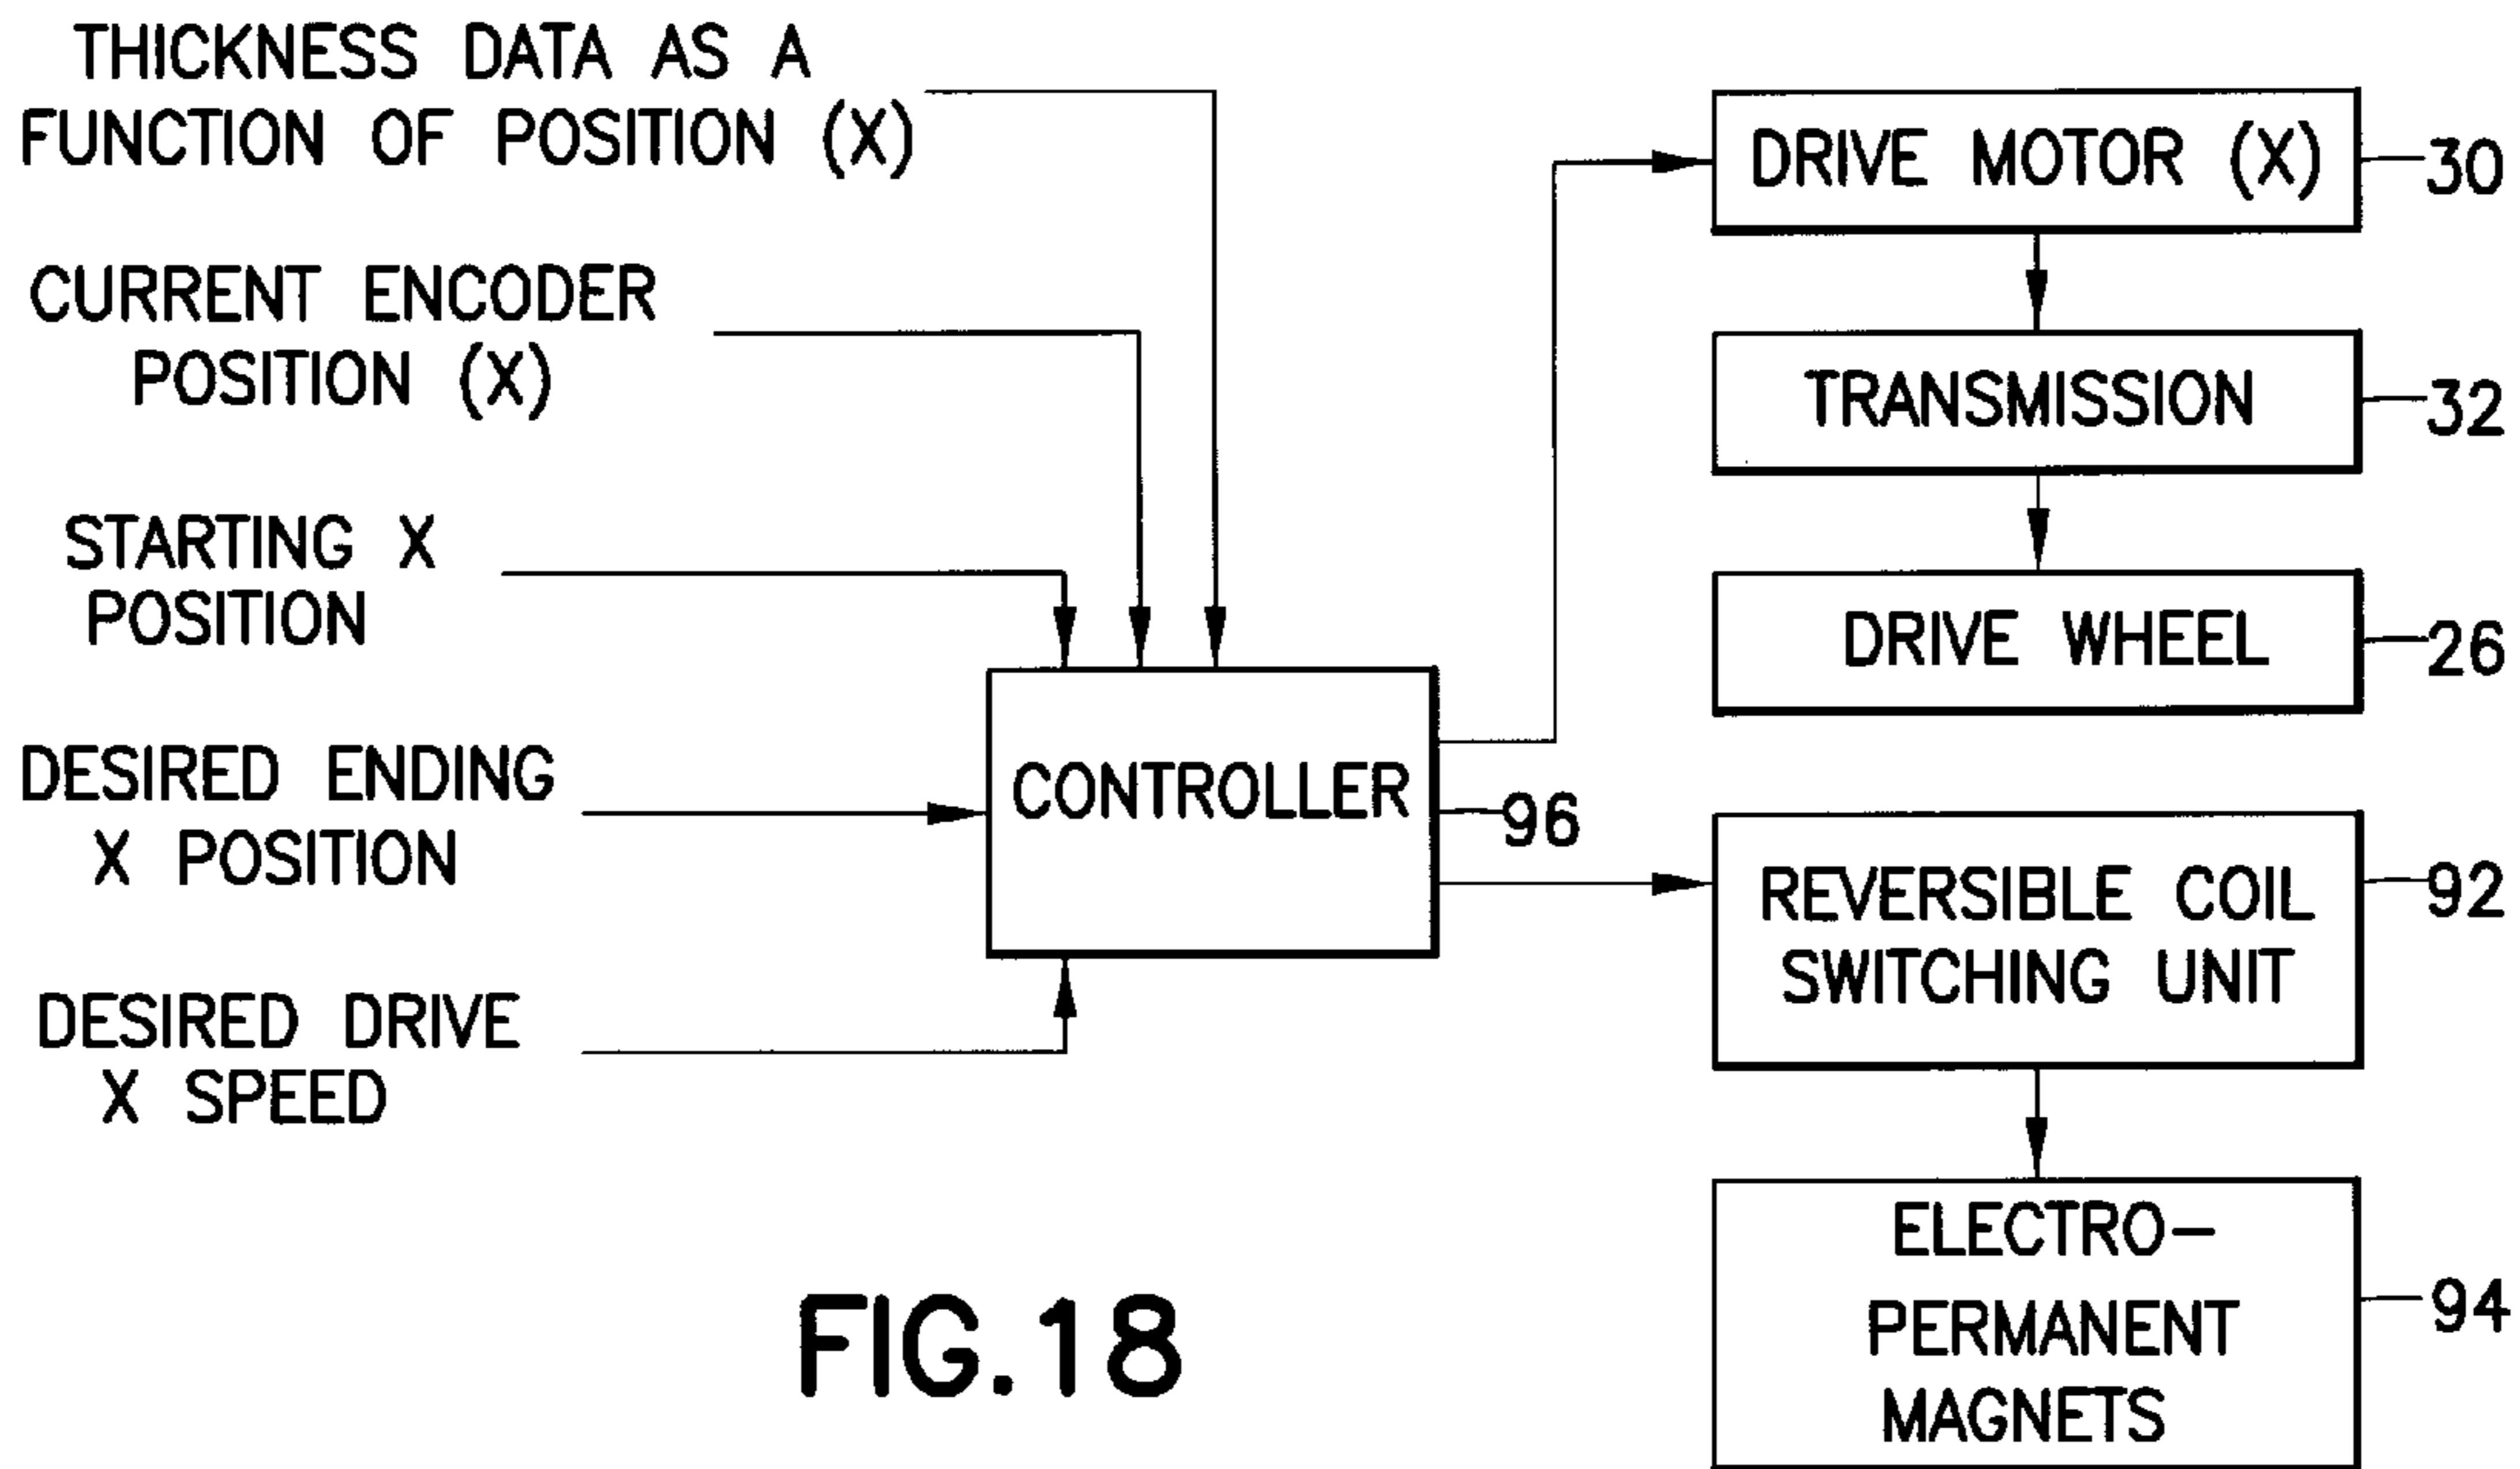 THICKNESS DATA AS A
FUNCTION OF POSITION (X)
CURRENT ENCODER
POSITION (X)
STARTING X
POSITION
DESIRED ENDING
X POSITION
DESIRED DRIVE
X SPEED
CONTROLLER
96
DRIVE MOTOR (X)
30
TRANSMISSION
32
DRIVE WHEEL
26
REVERSIBLE COIL
SWITCHING UNIT
92
ELECTRO-
PERMANENT
MAGNETS
94
FIG.18